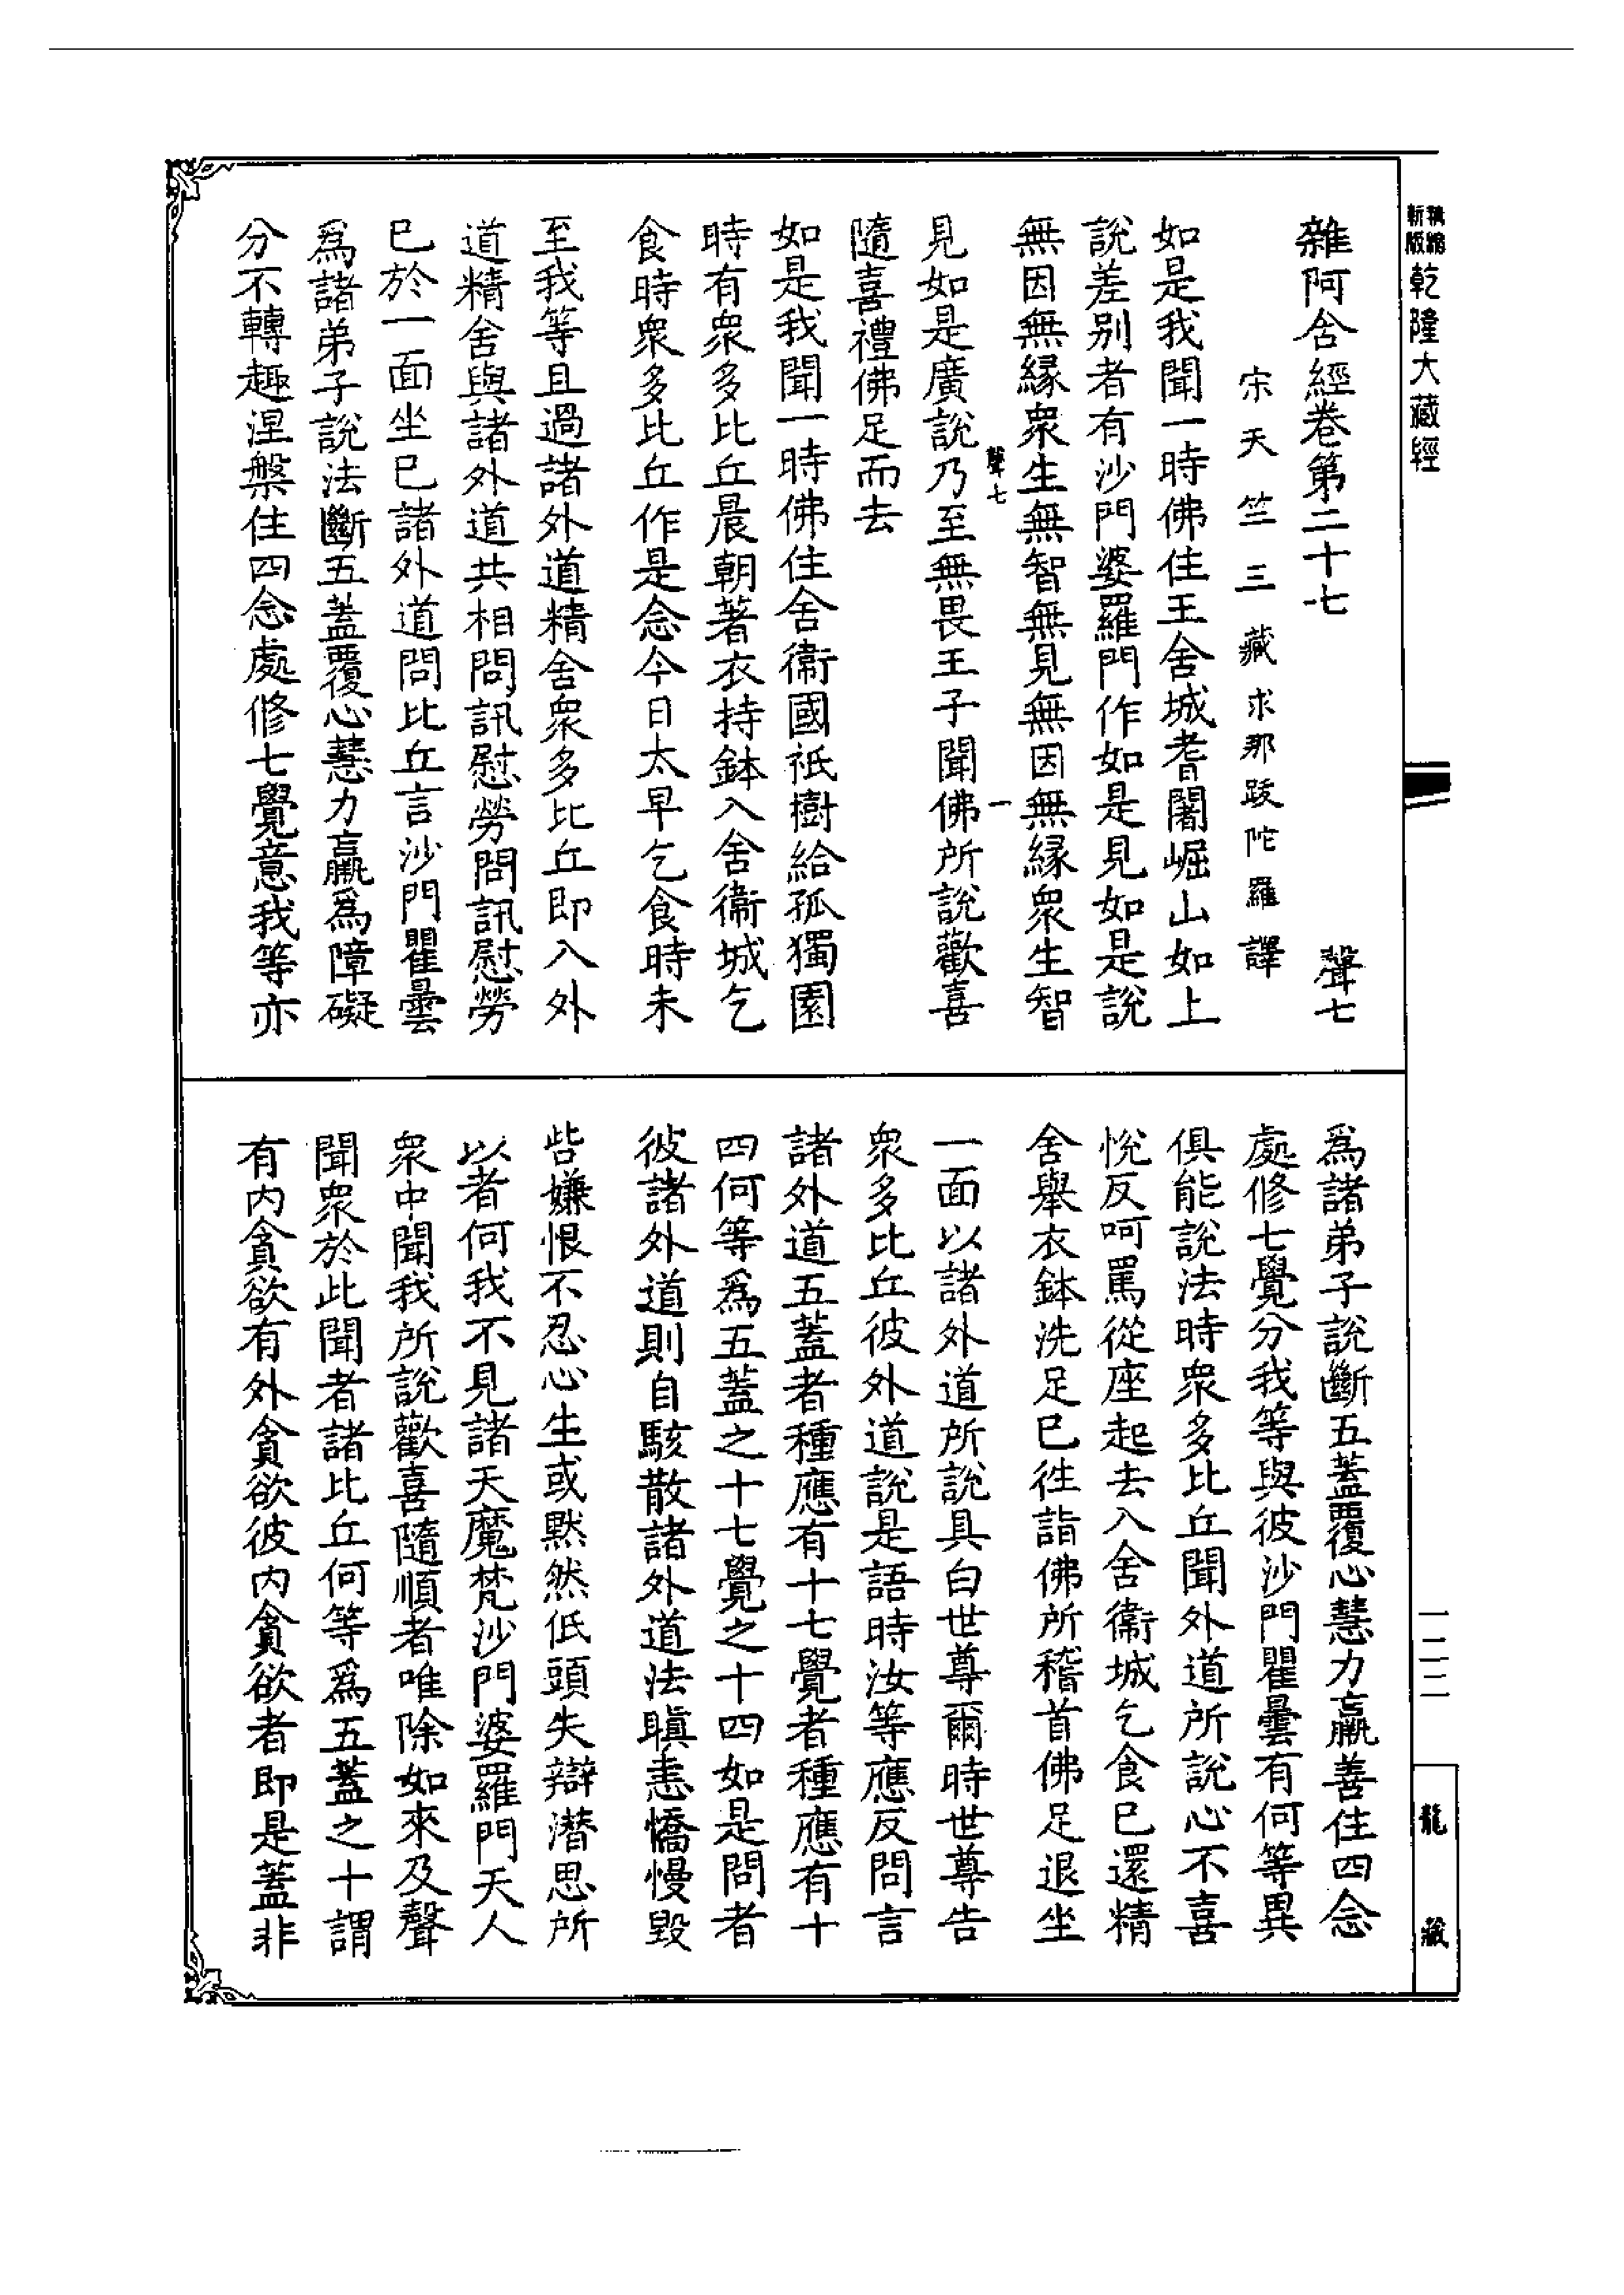 新版精縮乾隆大藏經
雜阿含經卷第二十七　聲七
宋天竺三藏求那跋陀羅譯
如是我聞一時佛住王舍城耆闍崛山如上
說差别者有沙門婆羅門作如是見如是說
無因無緣衆生無智無見無因無緣衆生智
聲七　一
見如是廣說乃至無畏王子聞佛所說歡喜
隨喜禮佛足而去
如是我聞一時佛住舍衞國祇樹給孤獨園
時有衆多比丘晨朝著衣持鉢入舍衞城乞
食時衆多比丘作是念今日太早乞食時未
至我等且過諸外道精舍衆多比丘即入外
道精舍與諸外道共相問訊慰勞問訊慰勞
已於一面坐已諸外道問比丘言沙門瞿曇
爲諸弟子說法斷五蓋覆心慧力羸爲障礙
分不轉趣涅槃住四念處修七覺意我等亦
爲諸弟子說斷五蓋覆心慧力羸善住四念
處修七覺分我等與彼沙門瞿曇有何等異
俱能說法時衆多比丘聞外道所說心不喜
悅反呵罵從座起去入舍衞城乞食已還精
舍舉衣鉢洗足已徃詣佛所稽首佛足退坐
一面以諸外道所說具白世尊爾時世尊告
衆多比丘彼外道說是語時汝等應反問言
諸外道五蓋者種應有十七覺者種應有十
四何等爲五蓋之十七覺之十四如是問者
彼諸外道則自駭散諸外道法瞋恚憍慢毀
呰嫌恨不忍心生或默然低頭失辯潛思所
以者何我不見諸天魔梵沙門婆羅門天人
衆中聞我所說歡喜隨順者唯除如來及聲
聞衆於此聞者諸比丘何等爲五蓋之十謂
有内貪欲有外貪欲彼内貪欲者即是蓋非
一二二
龍藏